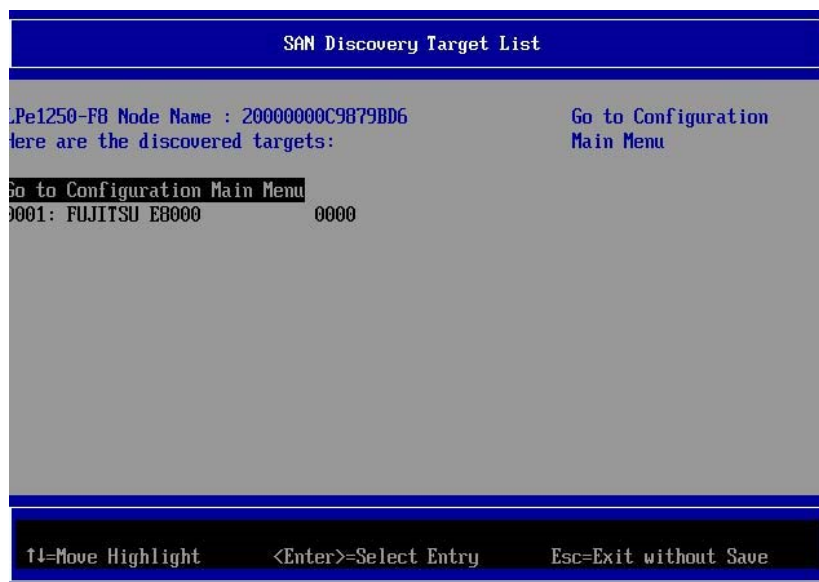 SAN Discovery Target List
LPe1250-F8 Node Name : 20000000C9879BD6
Here are the discovered targets:
Go to Configuration
Main Menu
Go to Configuration Main Menu
0001: FUJITSU E8000 0000
↑↓=Move Highlight <Enter>=Select Entry Esc=Exit without Save